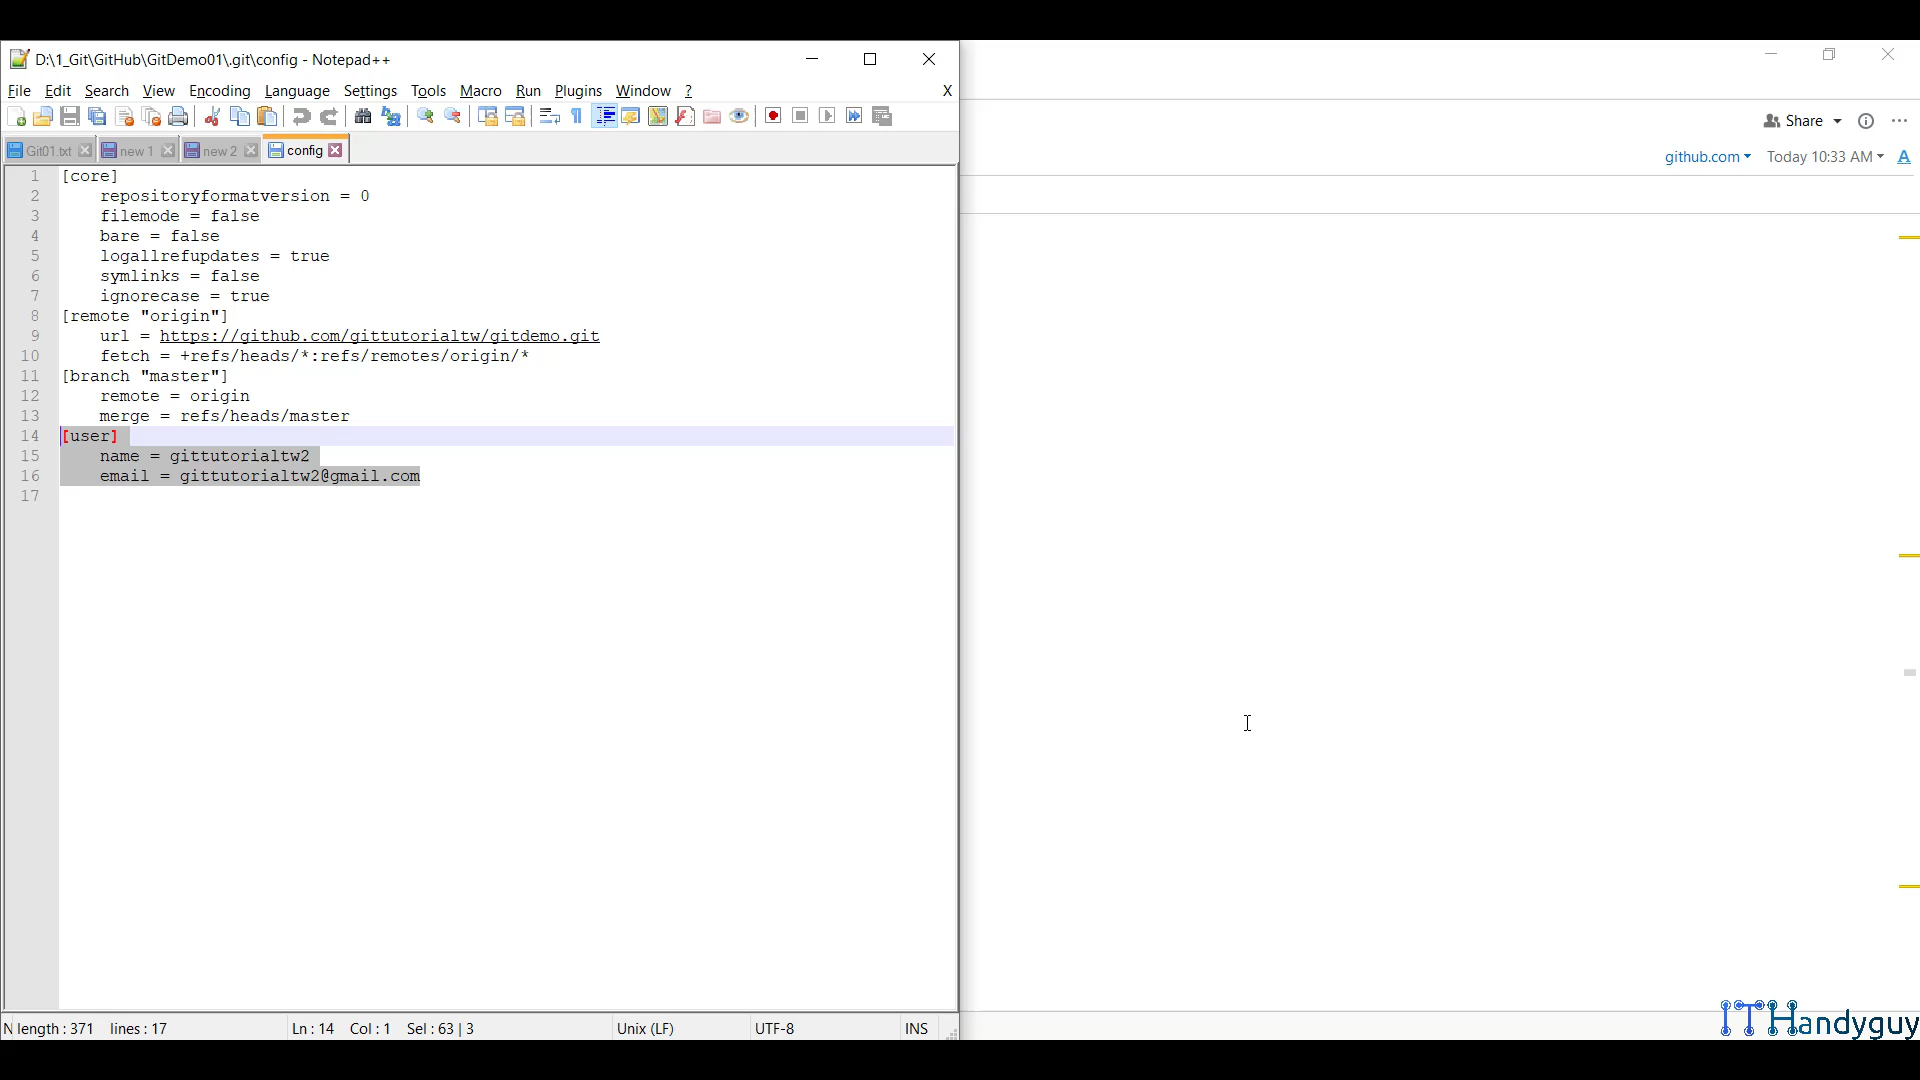 D:\1_Git\GitHub\GitDemo01\.git\config - Notepad++
File Edit Search View Encoding Language Settings Tools Macro Run Plugins Window ? X
Git01.txt new 1 new 2 config
1 [core]
2 repositoryformatversion = 0
3 filemode = false
4 bare = false
5 logallrefupdates = true
6 symlinks = false
7 ignorecase = true
8 [remote "origin"]
9 url = https://github.com/gittutorialtw/gitdemo.git
10 fetch = +refs/heads/*:refs/remotes/origin/*
11 [branch "master"]
12 remote = origin
13 merge = refs/heads/master
14 [user]
15 name = gittutorialtw2
16 email = gittutorialtw2@gmail.com
17
N length : 371 lines : 17 Ln : 14 Col : 1 Sel : 63 | 3 Unix (LF) UTF-8 INS
Share
github.com Today 10:33 AM A
ITHandyguy